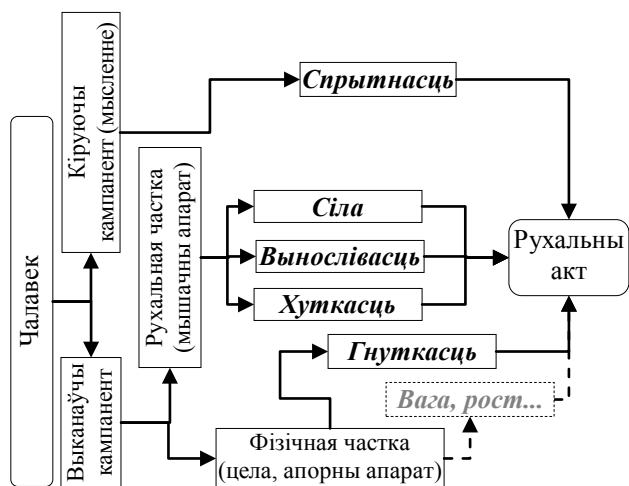 Чалавек
Кіруючы
кампанент (мысленне)
Выканаўчы
кампанент
Рухальная частка
(мышачны апарат)
Спрытнасць
Сіла
Вынослівасць
Хуткасць
Гнуткасць
Вага, рост...
Фізічная частка
(цела, апорны апарат)
Рухальны
акт